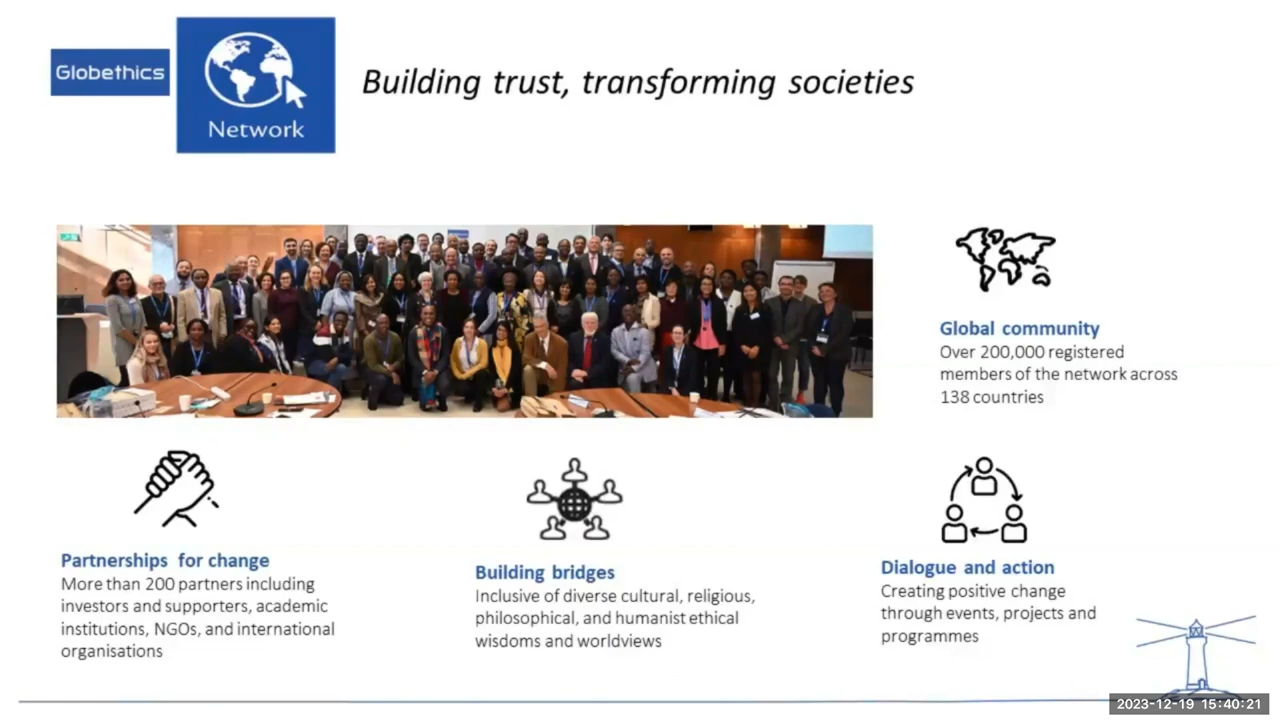 Globethics
Network
Building trust, transforming societies
Global community
Over 200,000 registered
members of the network across
138 countries
Partnerships for change
More than 200 partners including
investors and supporters, academic
institutions, NGOs, and international
organisations
Building bridges
Inclusive of diverse cultural, religious,
philosophical, and humanist ethical
wisdoms and worldviews
Dialogue and action
Creating positive change
through events, projects and
programmes
2023-12-19 15:40:21